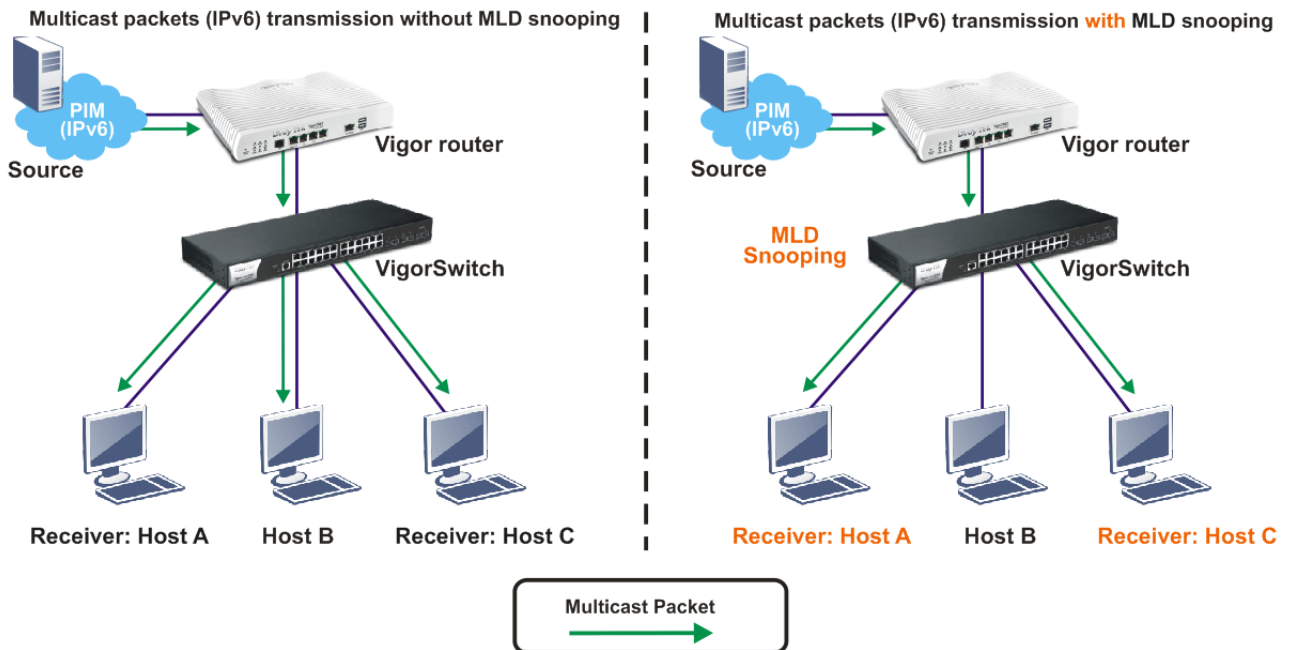 Multicast packets (IPv6) transmission without MLD snooping
PIM
(IPv6)
Source
Vigor router
VigorSwitch
Receiver: Host A
Host B
Receiver: Host C
Multicast packets (IPv6) transmission with MLD snooping
PIM
(IPv6)
Source
Vigor router
MLD
Snooping
VigorSwitch
Receiver: Host A
Host B
Receiver: Host C
Multicast Packet